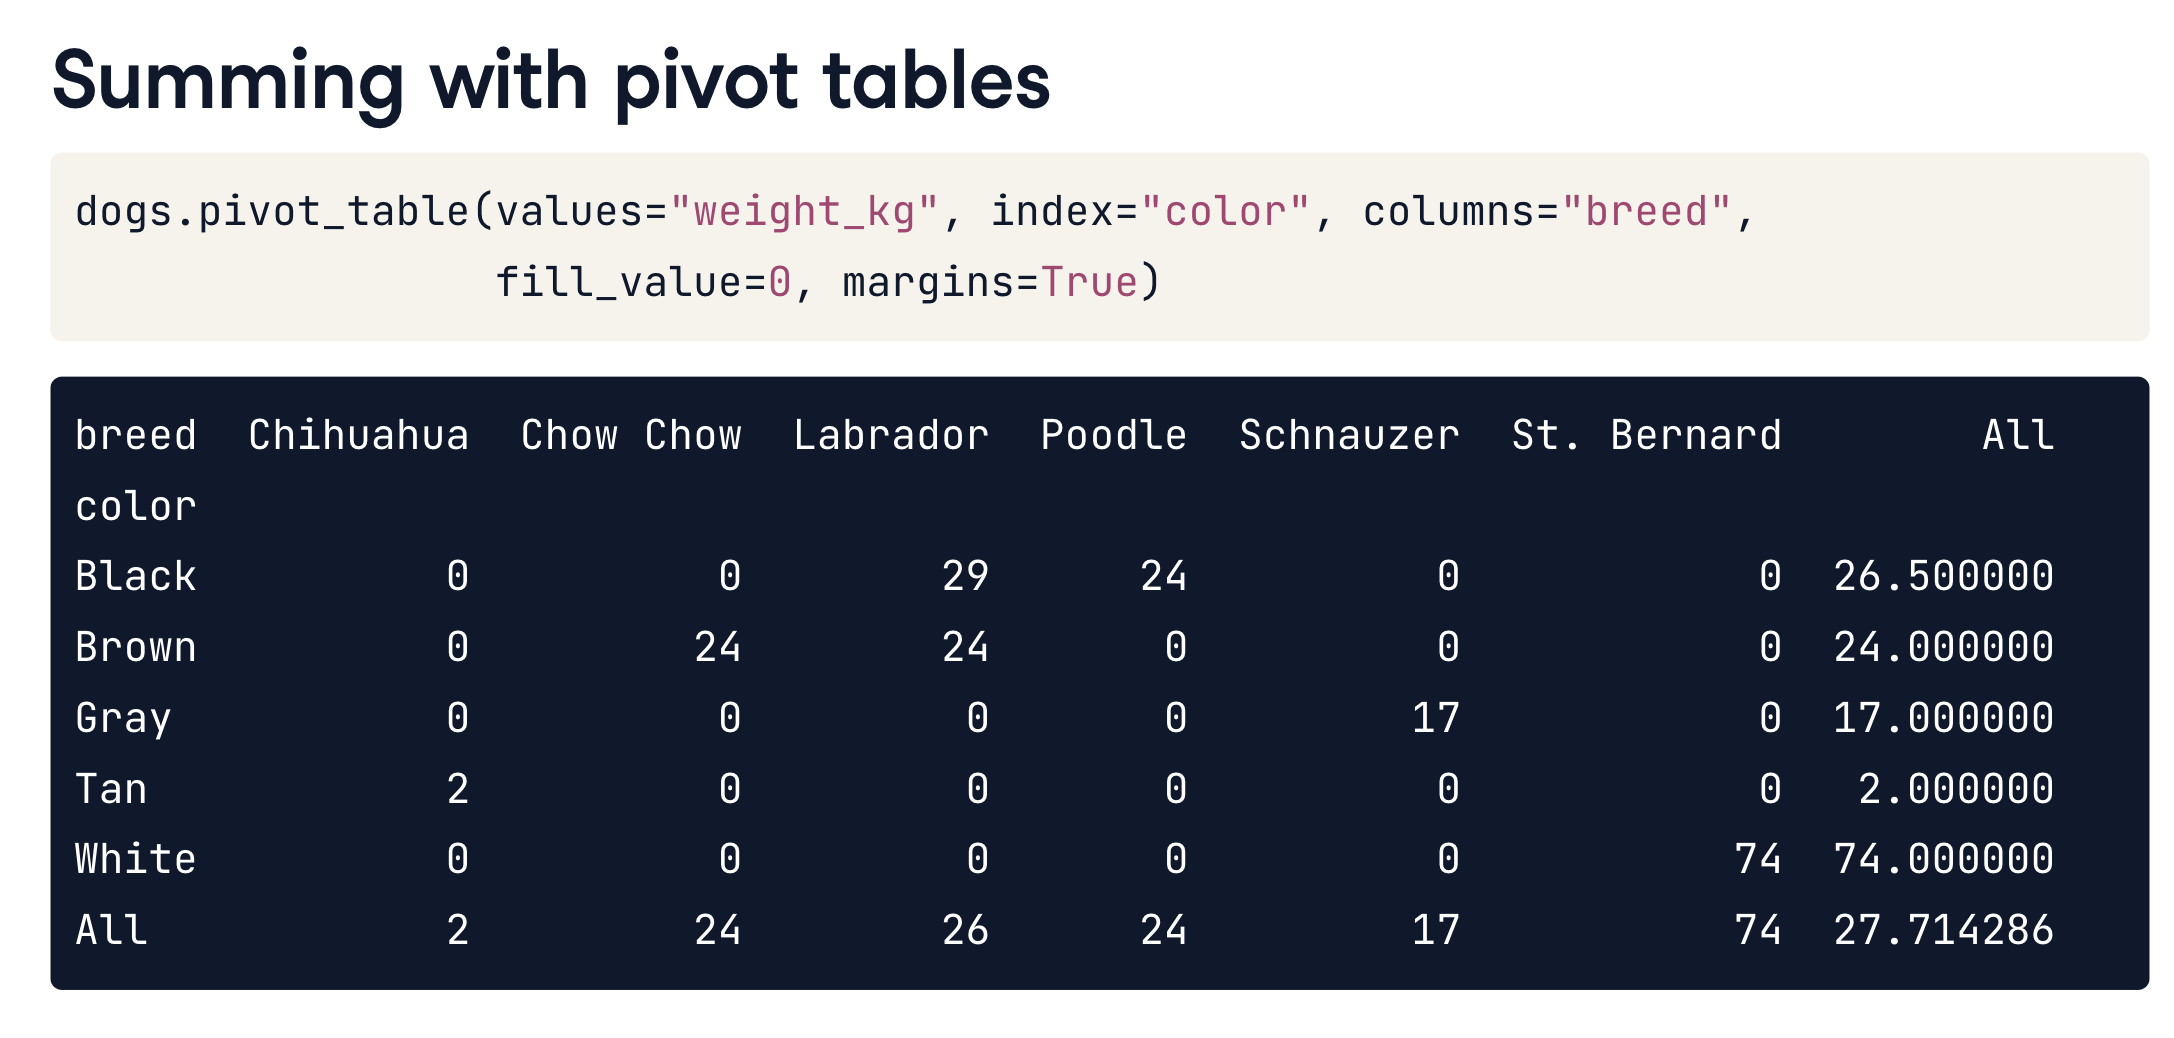 Summing with pivot tables
dogs.pivot_table(values="weight_kg", index="color", columns="breed",
                 fill_value=0, margins=True)
breed  Chihuahua  Chow Chow  Labrador  Poodle  Schnauzer  St. Bernard        All
color
Black          0          0        29      24          0            0  26.500000
Brown          0         24        24       0          0            0  24.000000
Gray           0          0         0       0         17            0  17.000000
Tan            2          0         0       0          0            0   2.000000
White          0          0         0       0          0           74  74.000000
All            2         24        26      24         17           74  27.714286